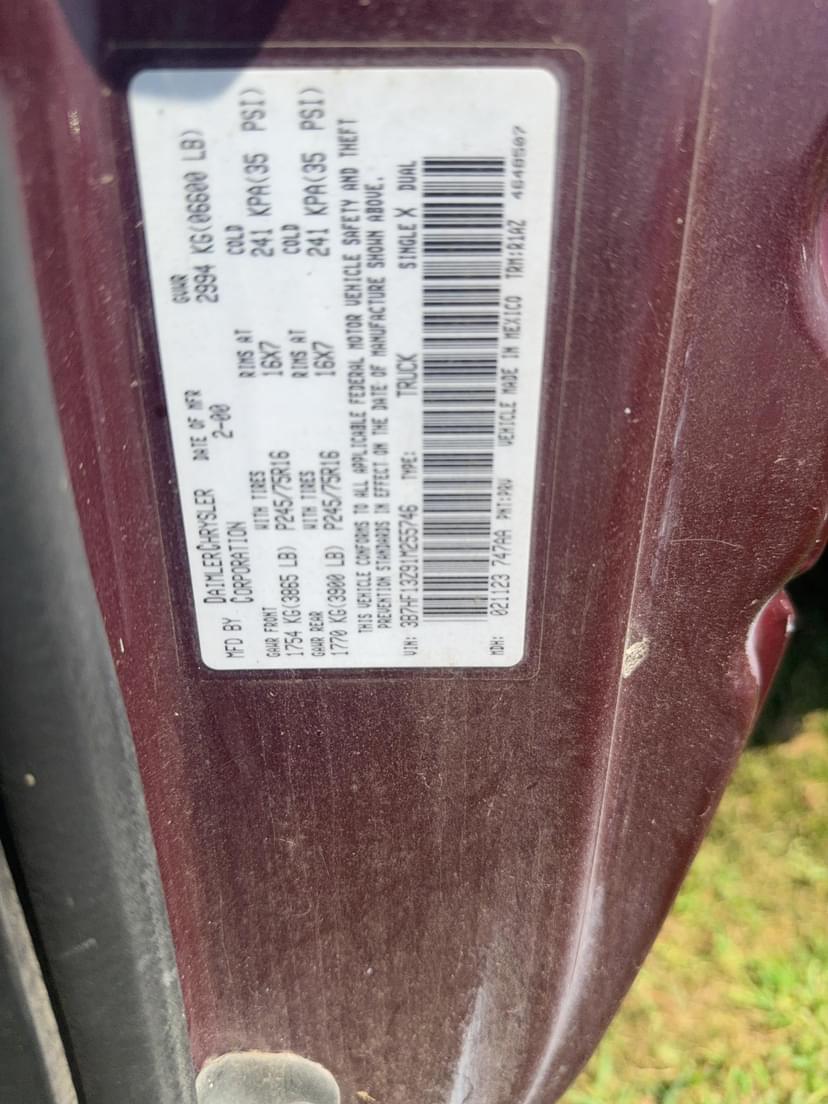 MFD BY DAIMLERCHRYSLER CORPORATION DATE OF MFR 2-00 GVWR 2994 KG(06600 LB)
GAWR FRONT WITH TIRES RIMS AT COLD
1754 KG(3865 LB) P245/75R16 16X7 241 KPA(35 PSI)
GAWR REAR WITH TIRES RIMS AT COLD
1770 KG(3900 LB) P245/75R16 16X7 241 KPA(35 PSI)
THIS VEHICLE CONFORMS TO ALL APPLICABLE FEDERAL MOTOR VEHICLE SAFETY AND THEFT
PREVENTION STANDARDS IN EFFECT ON THE DATE OF MANUFACTURE SHOWN ABOVE.
VIN: 3B7HF13Z91M255746 TYPE: TRUCK SINGLE X DUAL
MDH: 021123 747AA PNT:PRV VEHICLE MADE IN MEXICO TRM:R1AZ 4648507